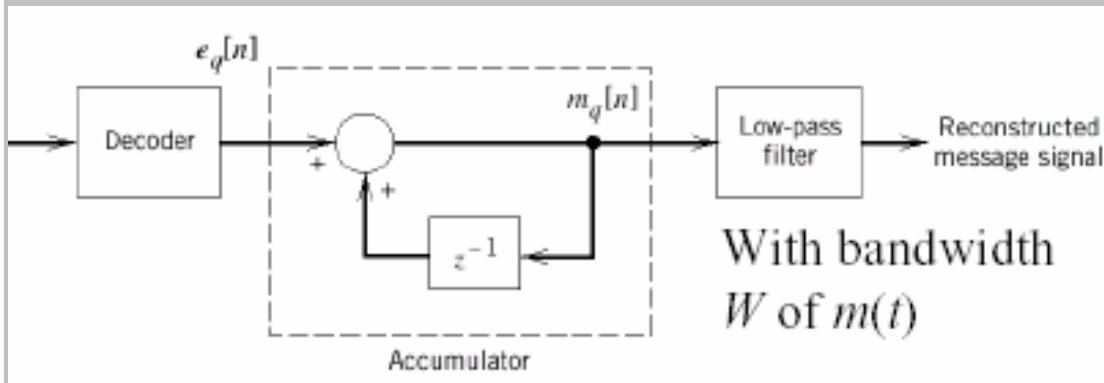 e_q[n]
m_q[n]
Decoder
+
+
z⁻¹
Accumulator
Low-pass
filter
Reconstructed
message signal
With bandwidth
W of m(t)